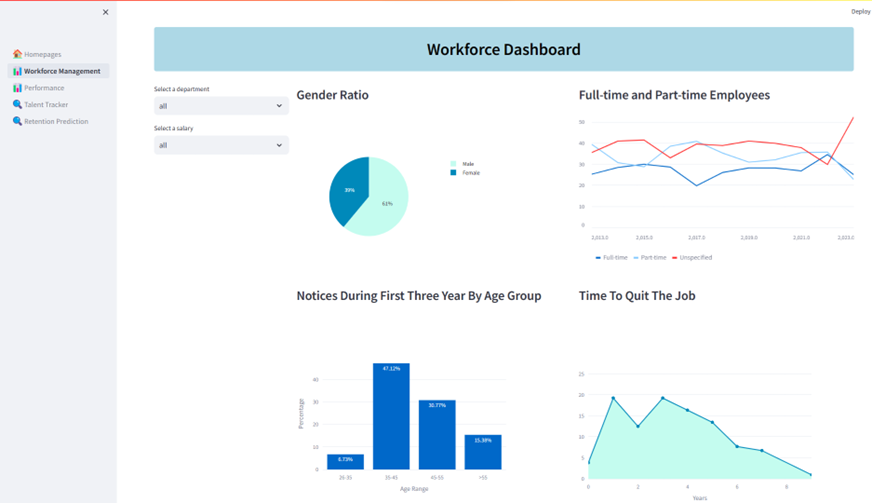 Deploy
Homepages
Workforce Management
Performance
Talent Tracker
Retention Prediction
Workforce Dashboard
Select a department
all
Select a salary
all
Gender Ratio
39%
61%
Male
Female
Full-time and Part-time Employees
50
40
30
20
10
0
2,013.0 2,015.0 2,017.0 2,019.0 2,021.0 2,023.0
Full-time Part-time Unspecified
Notices During First Three Year By Age Group
Percentage
40
30
20
10
0
6.73%
47.12%
30.77%
15.38%
26-35 35-45 45-55 >55
Age Range
Time To Quit The Job
25
20
15
10
5
0
0 2 4 6 8
Years